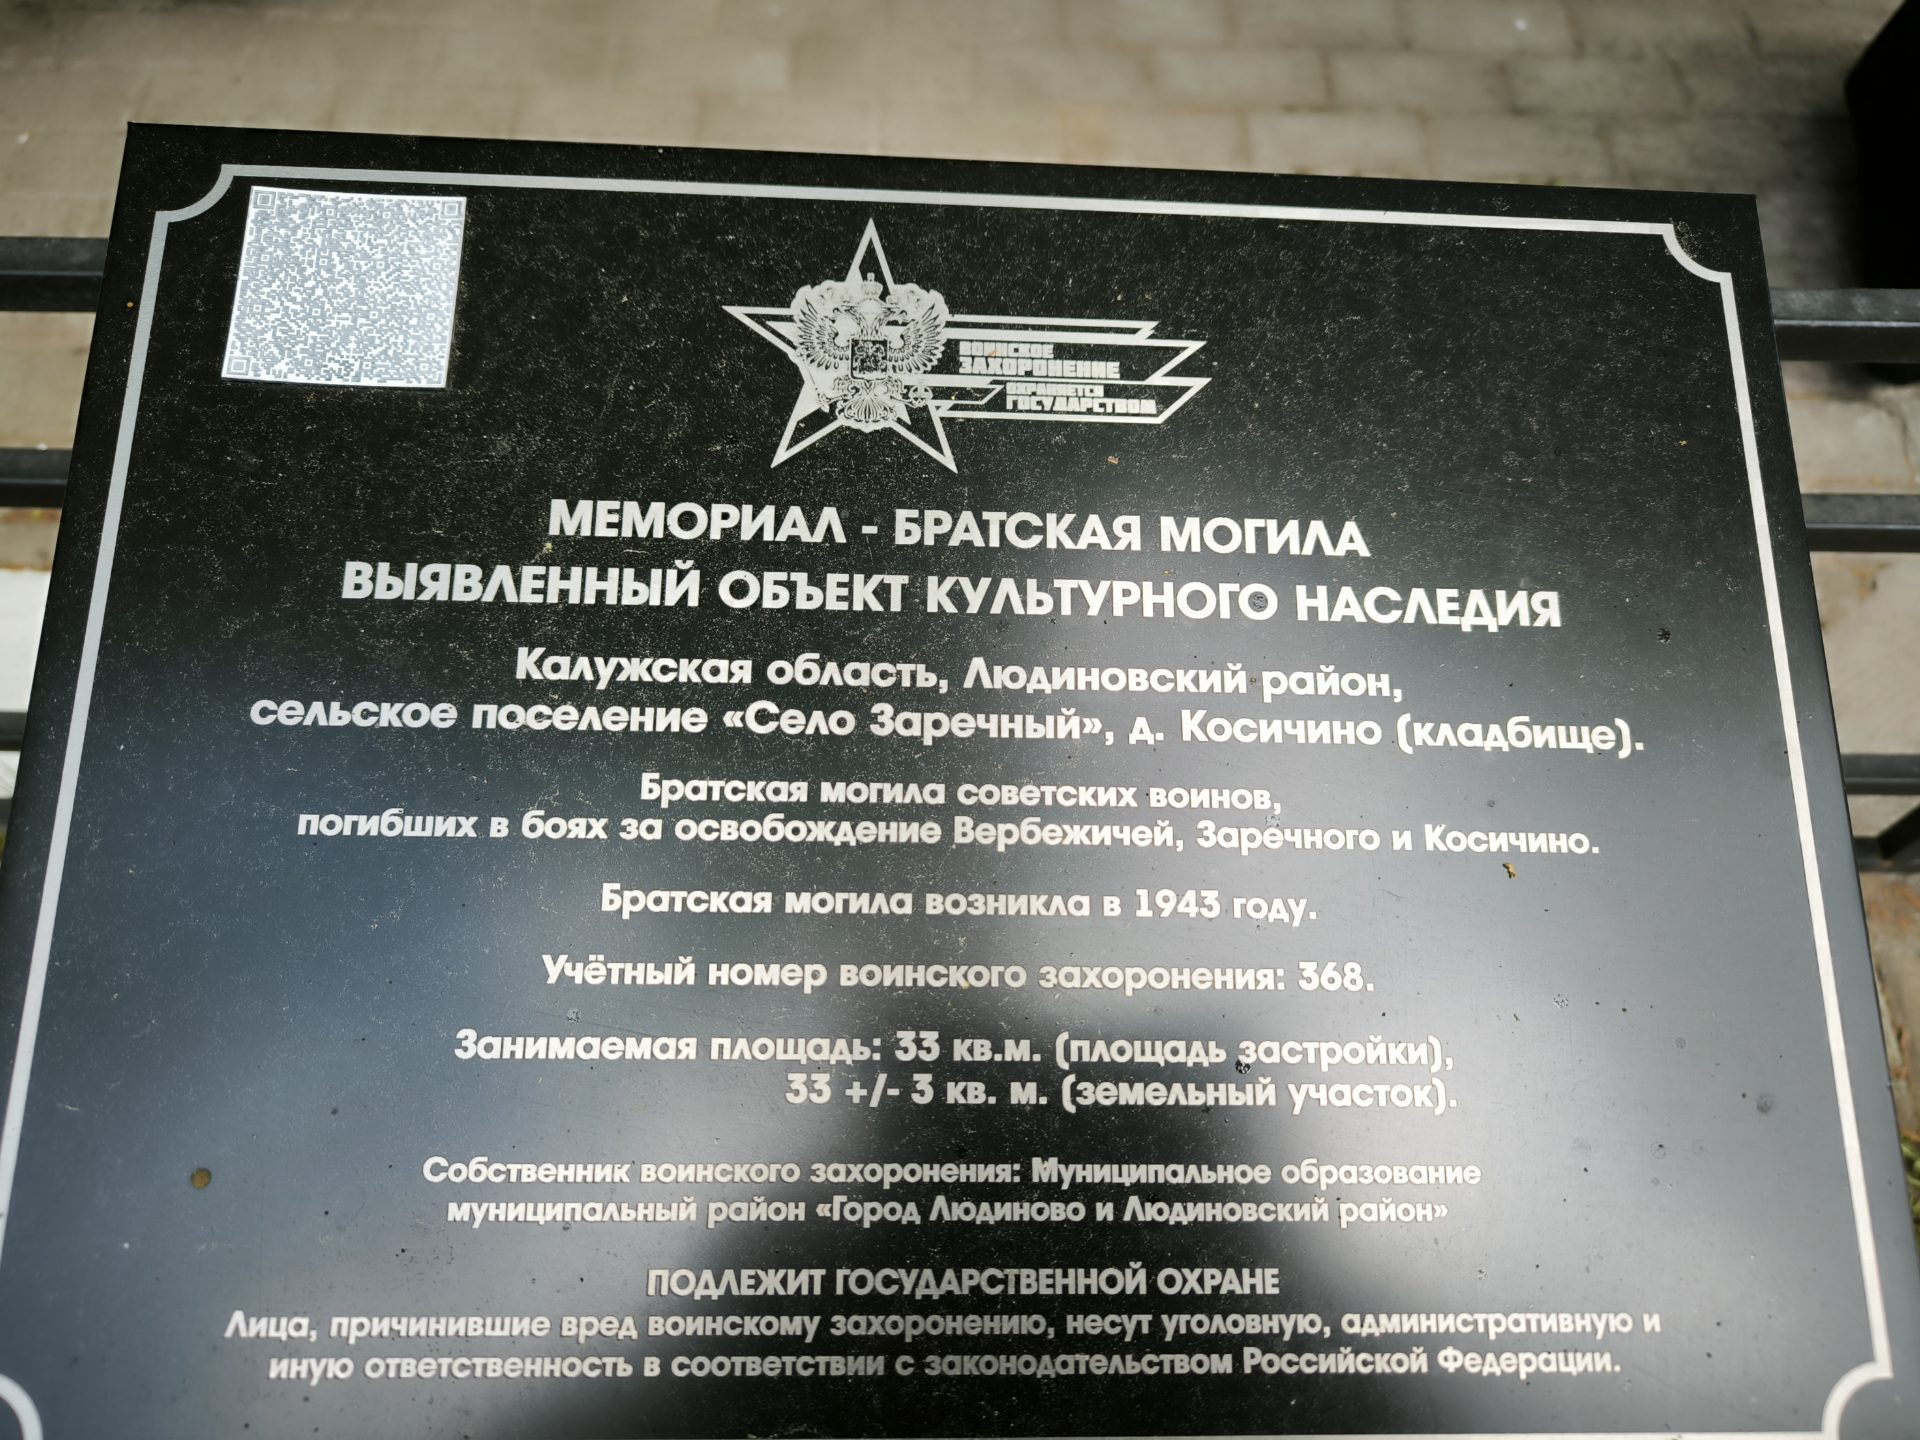 ВОИНСКОЕ
ЗАХОРОНЕНИЕ
ОХРАНЯЕТСЯ
ГОСУДАРСТВОМ
МЕМОРИАЛ - БРАТСКАЯ МОГИЛА
ВЫЯВЛЕННЫЙ ОБЪЕКТ КУЛЬТУРНОГО НАСЛЕДИЯ
Калужская область, Людиновский район,
сельское поселение «Село Заречный», д. Косичино (кладбище).
Братская могила советских воинов,
погибших в боях за освобождение Вербежичей, Заречного и Косичино.
Братская могила возникла в 1943 году.
Учётный номер воинского захоронения: 368.
Занимаемая площадь: 33 кв.м. (площадь застройки),
33 +/- 3 кв. м. (земельный участок).
Собственник воинского захоронения: Муниципальное образование
муниципальный район «Город Людиново и Людиновский район»
ПОДЛЕЖИТ ГОСУДАРСТВЕННОЙ ОХРАНЕ
Лица, причинившие вред воинскому захоронению, несут уголовную, административную и
иную ответственность в соответствии с законодательством Российской Федерации.